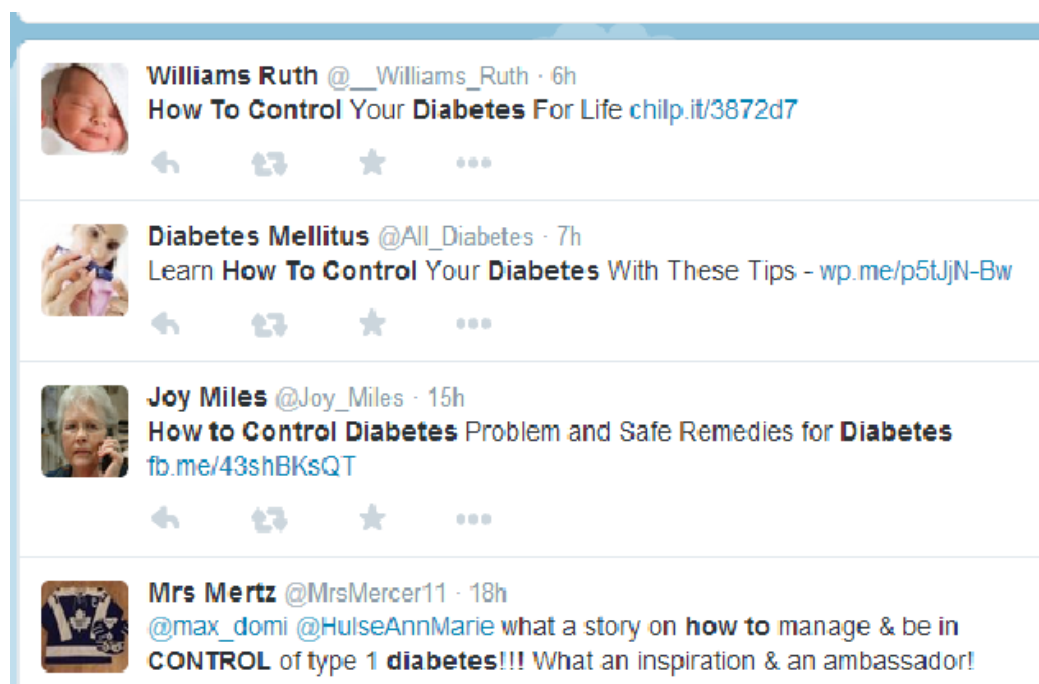 Williams Ruth @__Williams_Ruth · 6h
How To Control Your Diabetes For Life chilp.it/3872d7
Diabetes Mellitus @All_Diabetes · 7h
Learn How To Control Your Diabetes With These Tips - wp.me/p5tJjN-Bw
Joy Miles @Joy_Miles · 15h
How to Control Diabetes Problem and Safe Remedies for Diabetes
fb.me/43shBKsQT
Mrs Mertz @MrsMercer11 · 18h
@max_domi @HulseAnnMarie what a story on how to manage & be in
CONTROL of type 1 diabetes!!! What an inspiration & an ambassador!